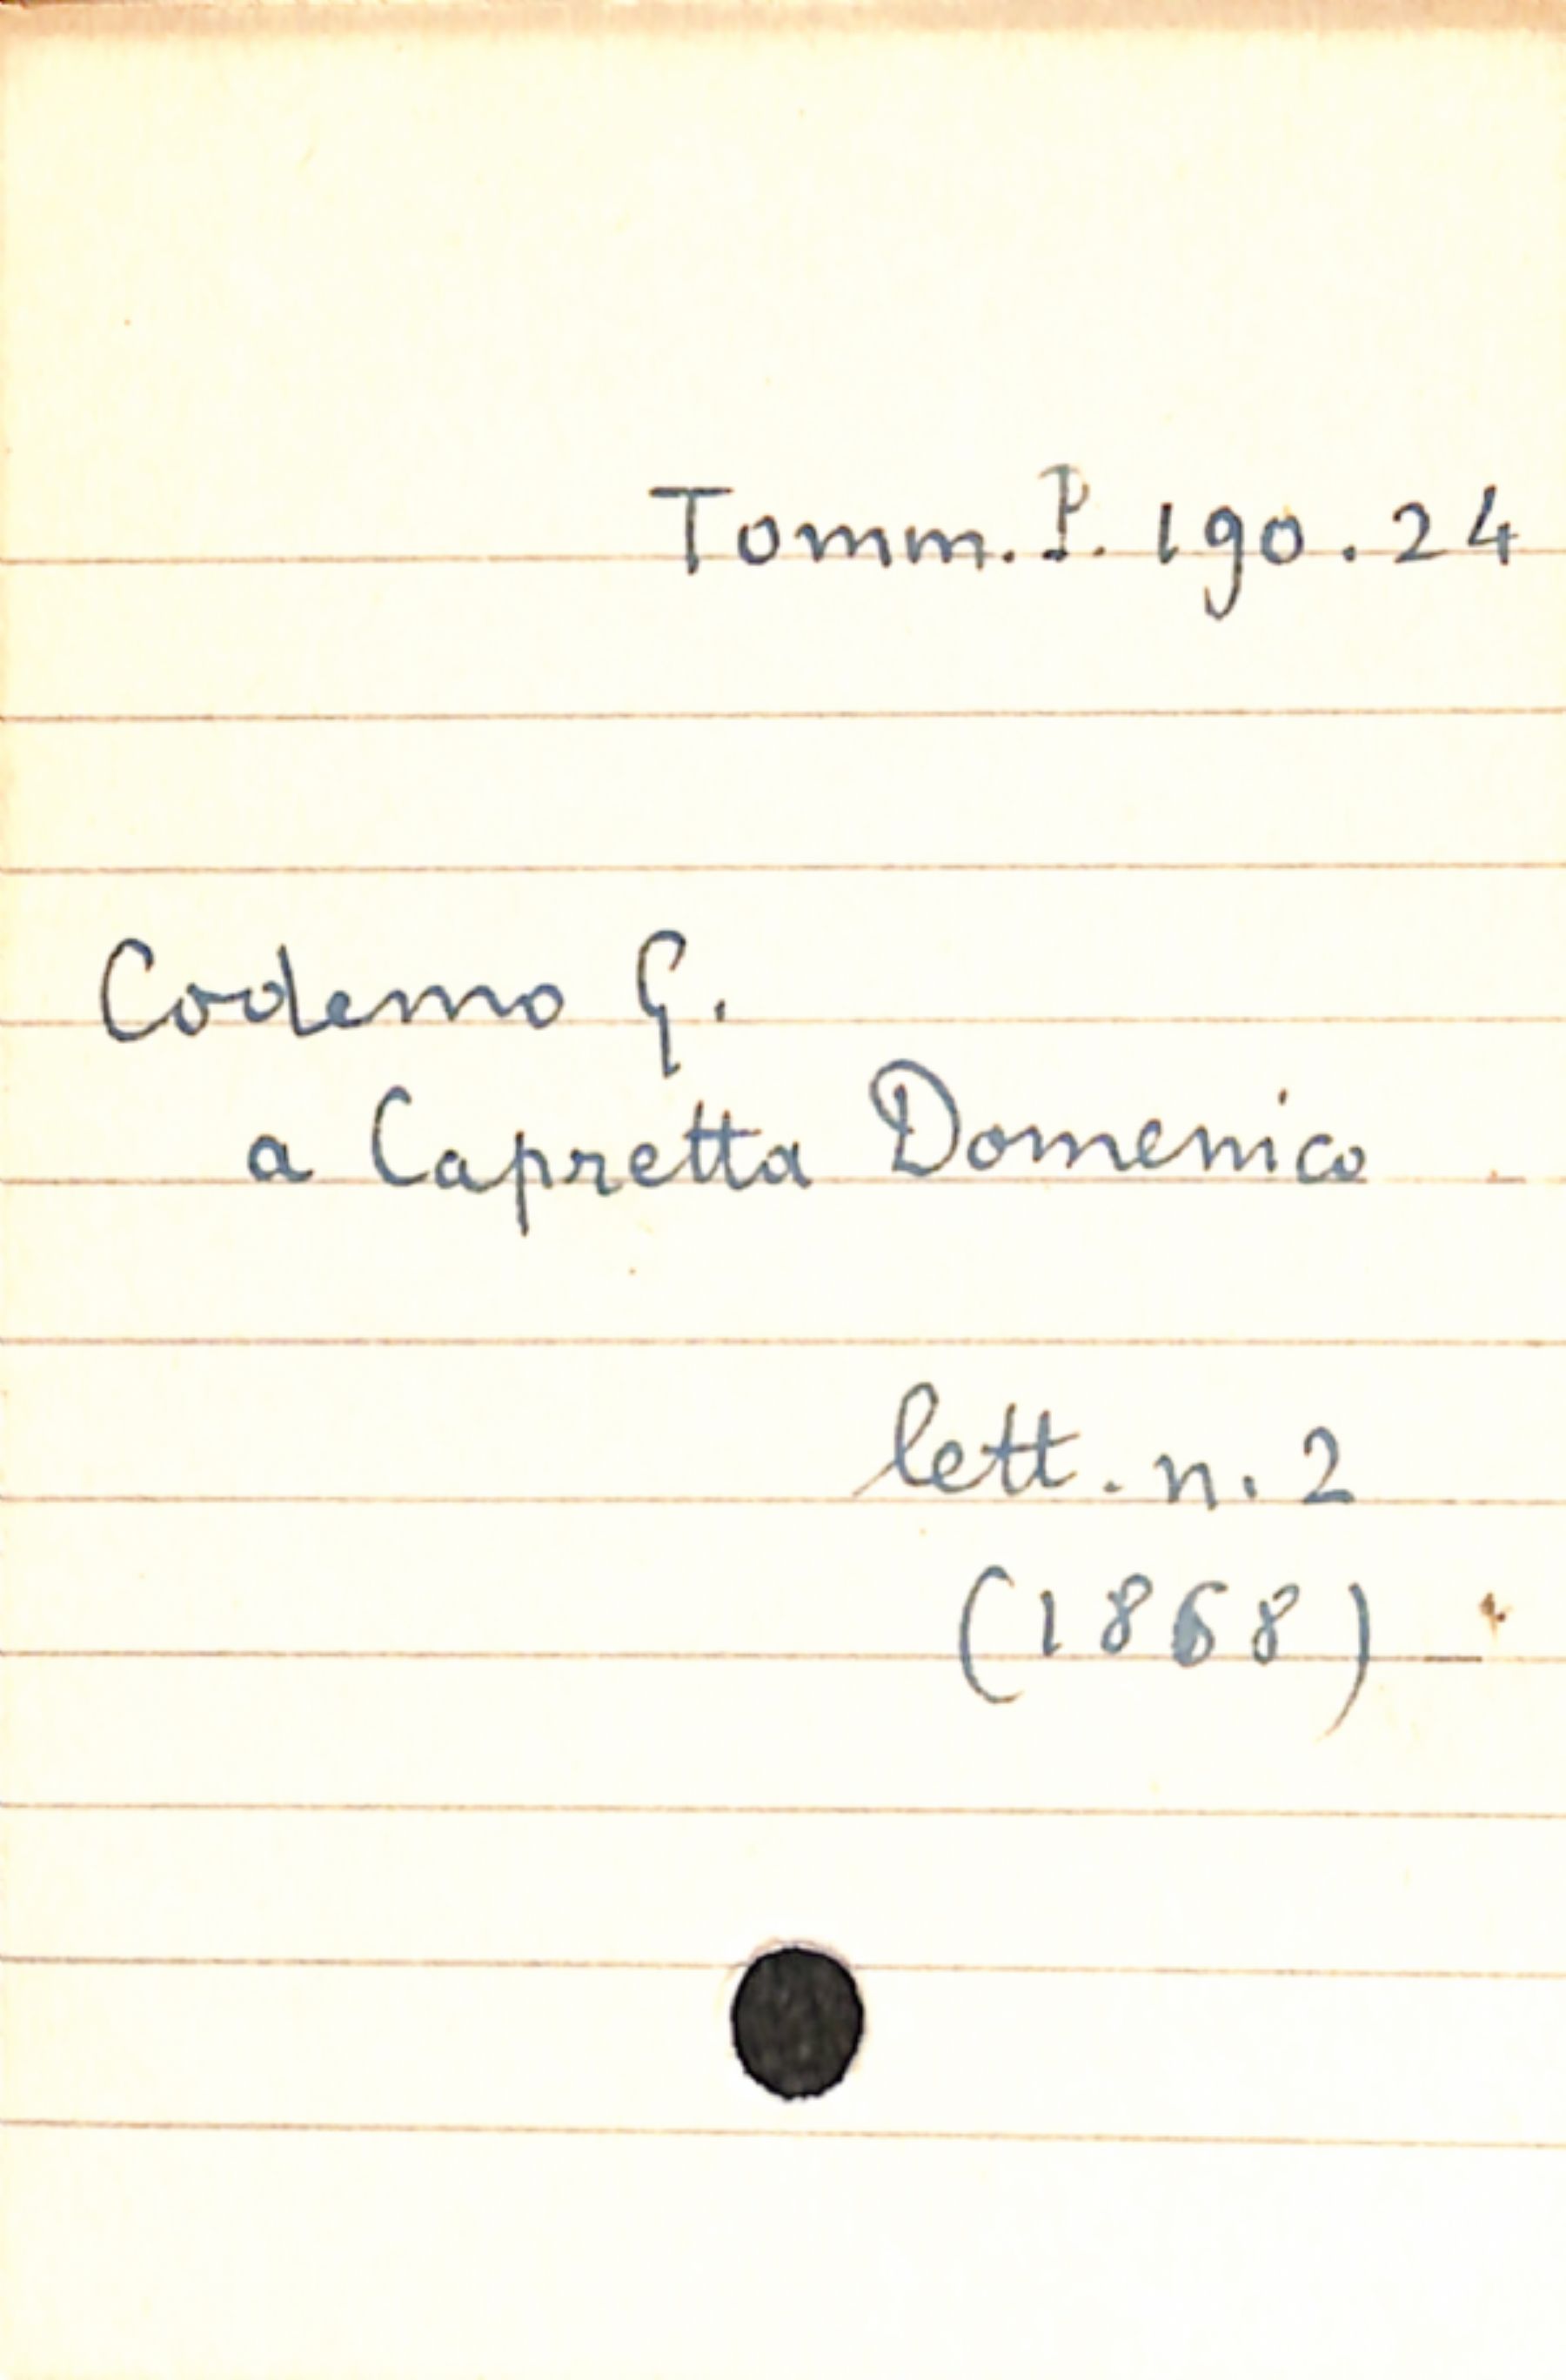 Tomm. P. 190.24
Codemo G.
a Capretta Domenico
lett. n. 2
(1868)